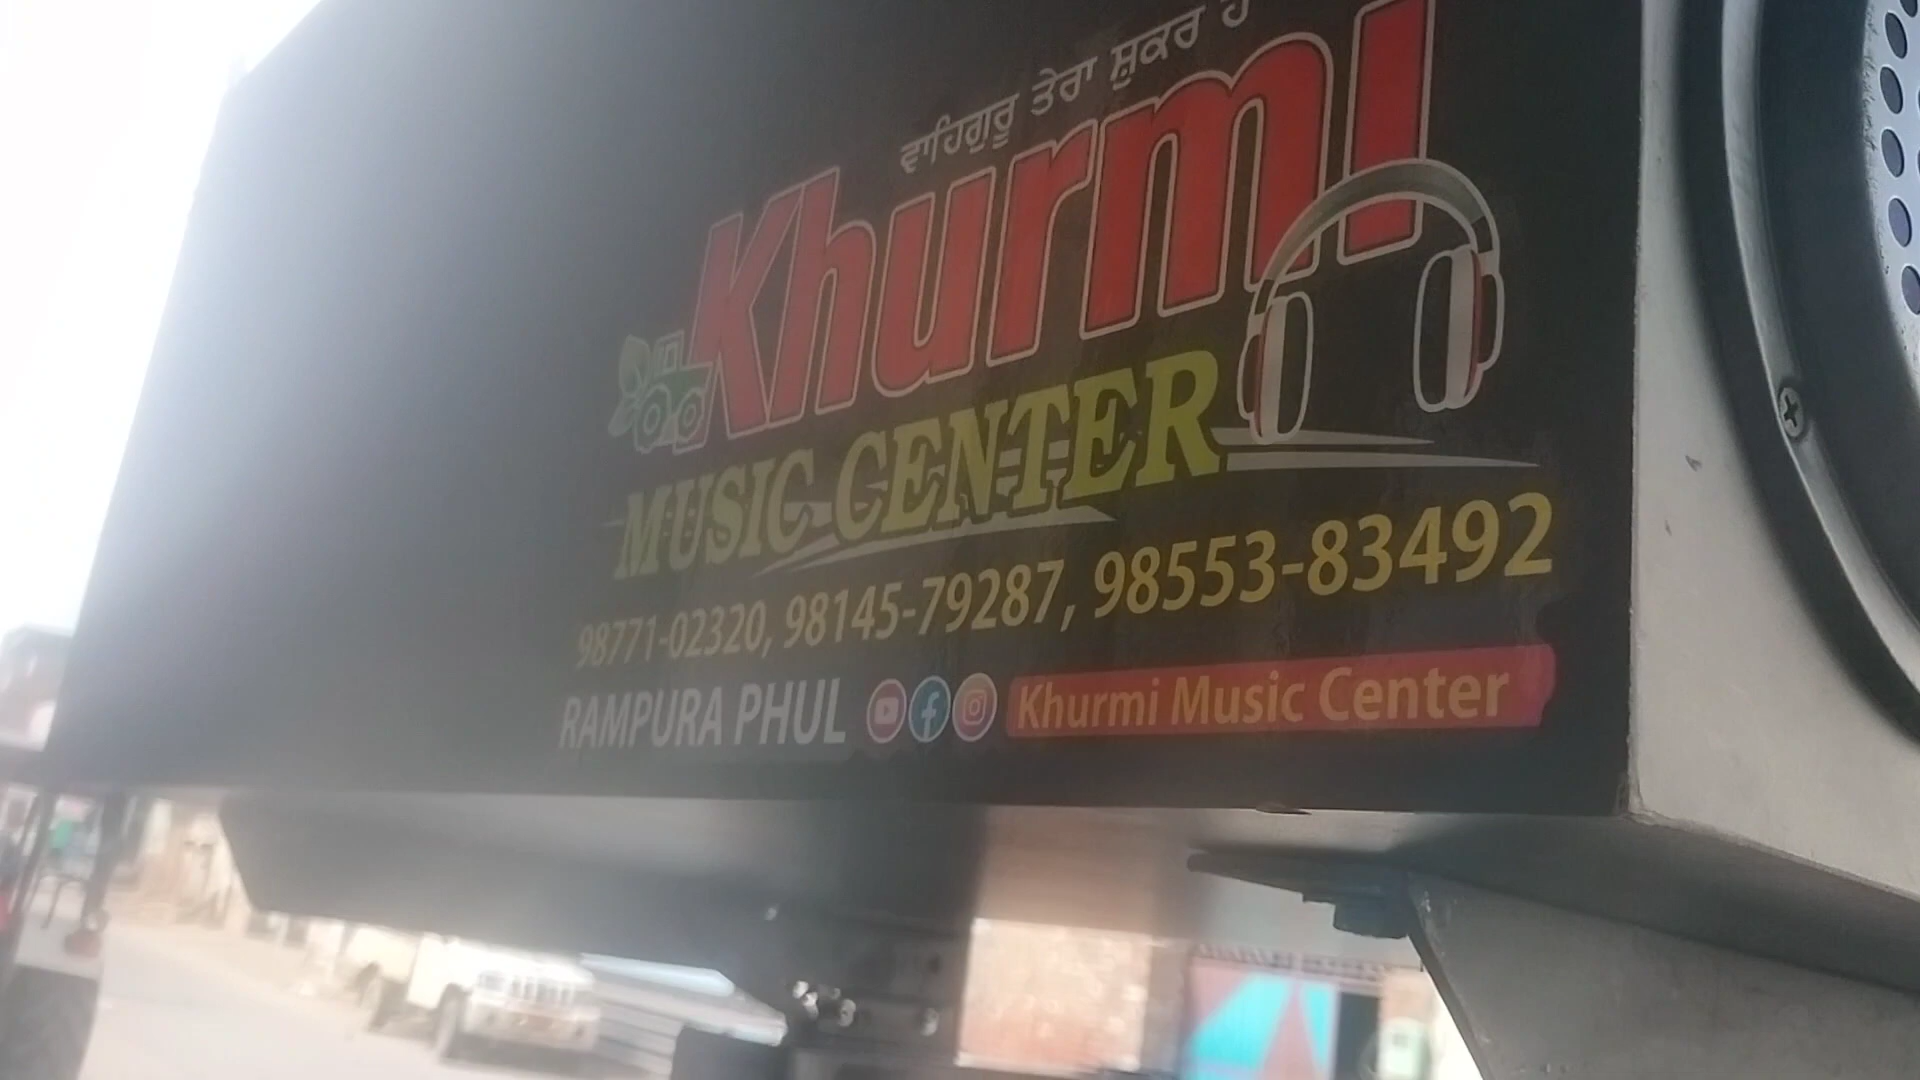 ਵਾਹਿਗੁਰੂ ਤੇਰਾ ਸ਼ੁਕਰ ਹੈ
Khurmi
MUSIC CENTER
98771-02320, 98145-79287, 98553-83492
RAMPURA PHUL Khurmi Music Center